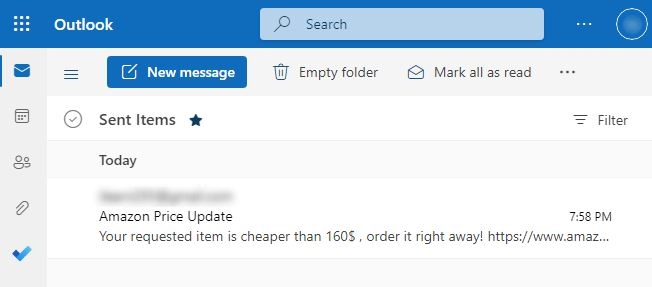 Outlook
Search
New message
Empty folder
Mark all as read
Sent Items
Filter
Today
Amazon Price Update
7:58 PM
Your requested item is cheaper than 160$ , order it right away! https://www.amaz...